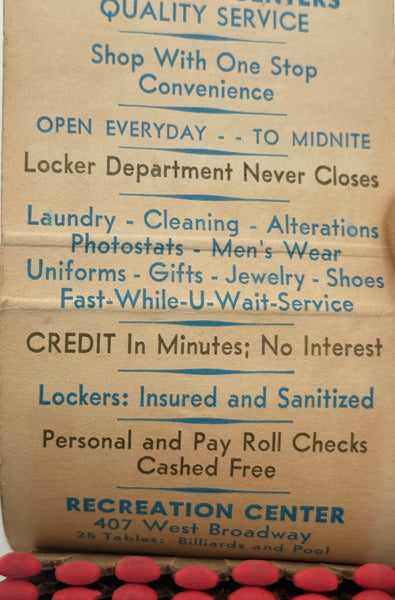 CENTERS
QUALITY SERVICE
Shop With One Stop
Convenience
OPEN EVERYDAY - - TO MIDNITE
Locker Department Never Closes
Laundry - Cleaning - Alterations
Photostats - Men's Wear
Uniforms - Gifts - Jewelry - Shoes
Fast-While-U-Wait-Service
CREDIT In Minutes; No Interest
Lockers: Insured and Sanitized
Personal and Pay Roll Checks
Cashed Free
RECREATION CENTER
407 West Broadway
25 Tables: Billiards and Pool